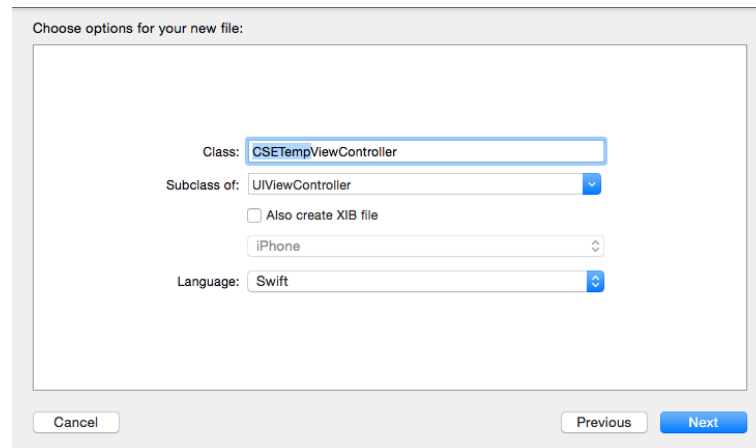 Choose options for your new file:
Class: CSETempViewController
Subclass of: UIViewController
Also create XIB file
iPhone
Language: Swift
Cancel Previous Next